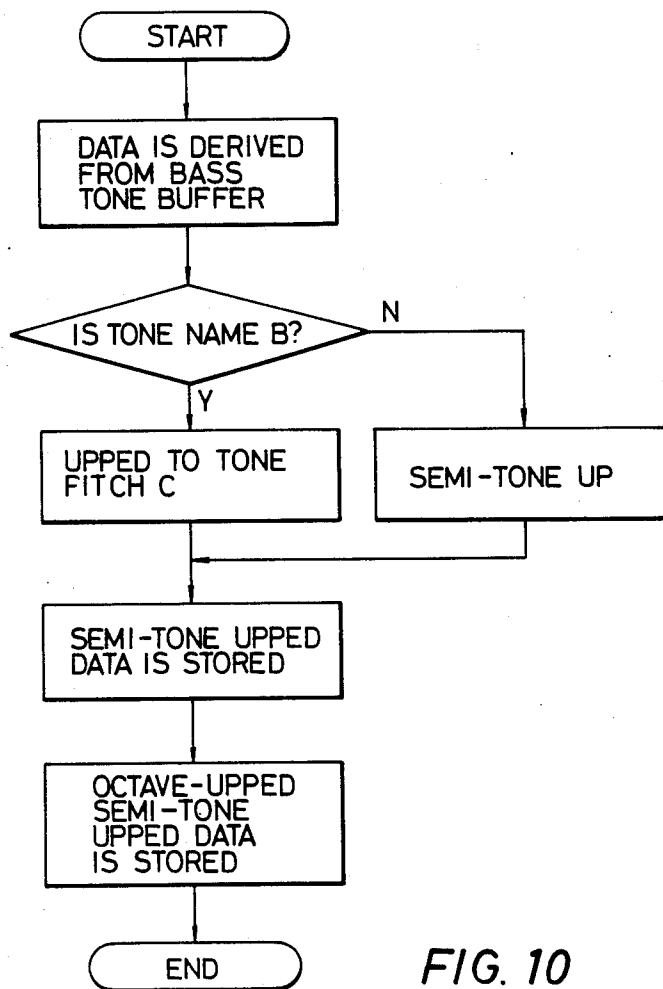 START
DATA IS DERIVED
FROM BASS
TONE BUFFER
IS TONE NAME B?
N
Y
UPPED TO TONE
FITCH C
SEMI-TONE UP
SEMI-TONE UPPED
DATA IS STORED
OCTAVE-UPPED
SEMI-TONE
UPPED DATA
IS STORED
END
FIG. 10